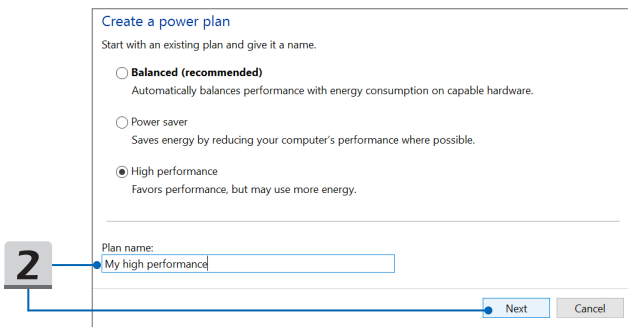 Create a power plan
Start with an existing plan and give it a name.
Balanced (recommended)
Automatically balances performance with energy consumption on capable hardware.
Power saver
Saves energy by reducing your computer's performance where possible.
High performance
Favors performance, but may use more energy.
Plan name:
My high performance
2
Next Cancel